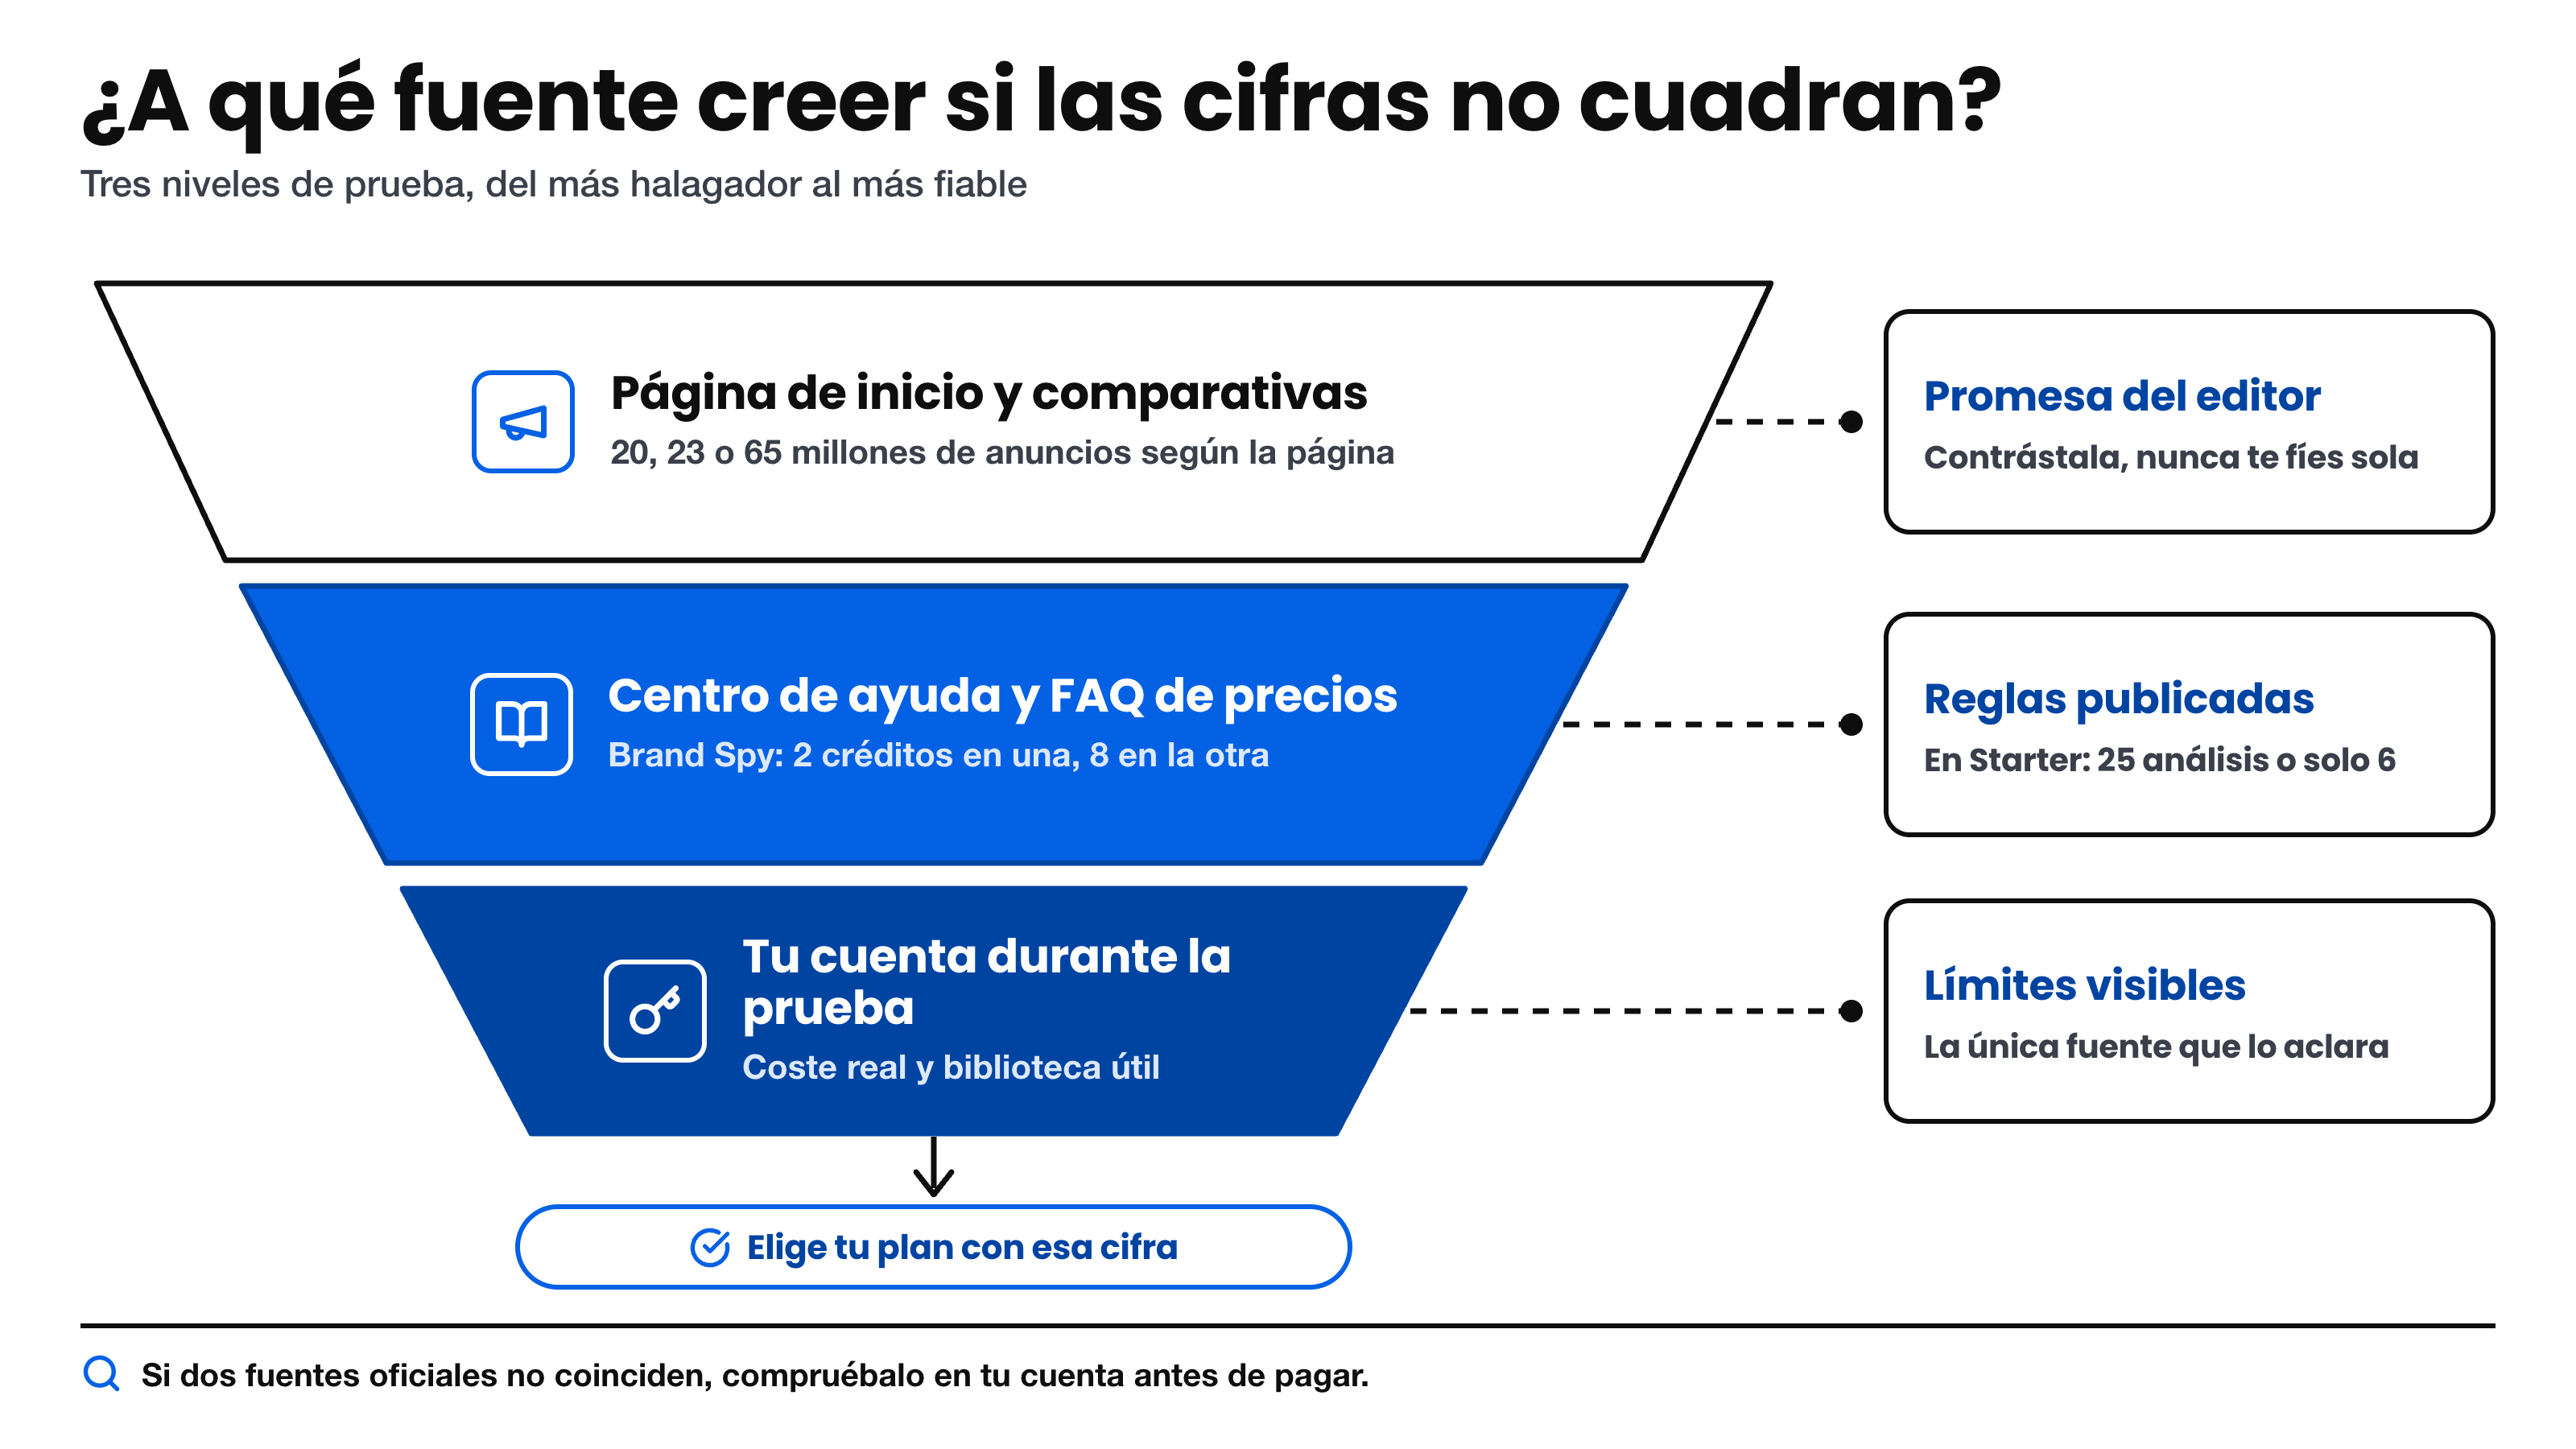 ¿A qué fuente creer si las cifras no cuadran?
Tres niveles de prueba, del más halagador al más fiable
Página de inicio y comparativas
20, 23 o 65 millones de anuncios según la página
Promesa del editor
Contrástala, nunca te fíes sola
Centro de ayuda y FAQ de precios
Brand Spy: 2 créditos en una, 8 en la otra
Reglas publicadas
En Starter: 25 análisis o solo 6
Tu cuenta durante la
prueba
Coste real y biblioteca útil
Límites visibles
La única fuente que lo aclara
Elige tu plan con esa cifra
Si dos fuentes oficiales no coinciden, compruébalo en tu cuenta antes de pagar.